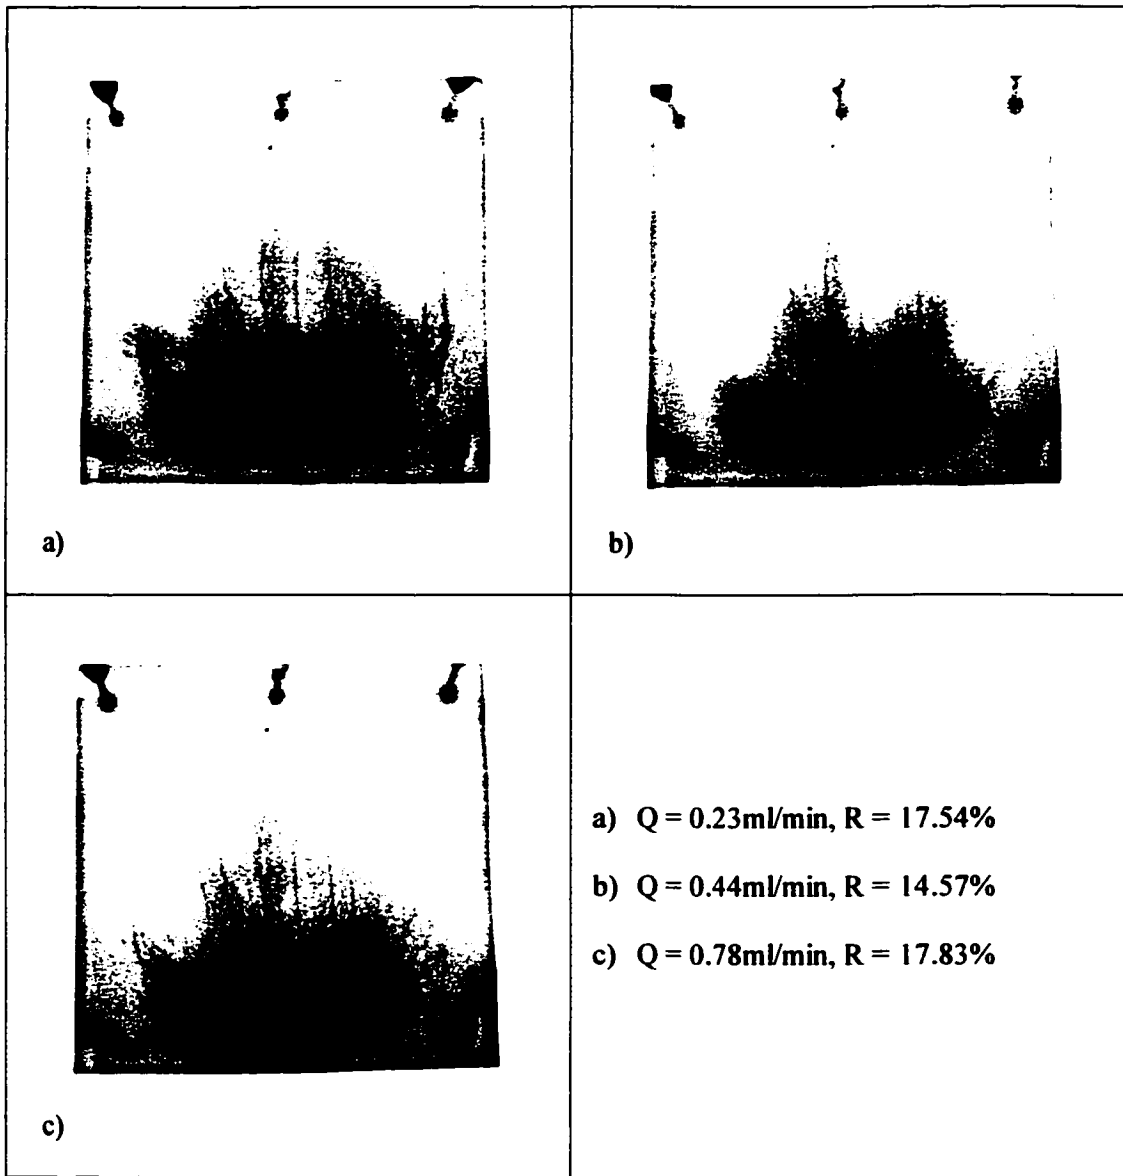 a)
b)
c)
a) Q = 0.23ml/min, R = 17.54%
b) Q = 0.44ml/min, R = 14.57%
c) Q = 0.78ml/min, R = 17.83%